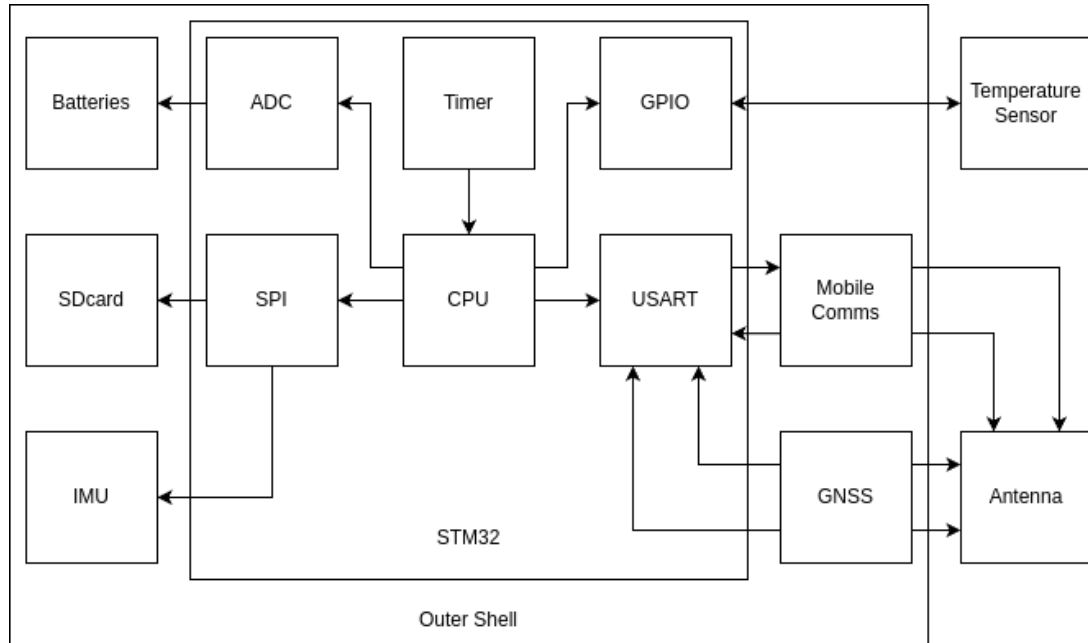 Batteries
ADC
Timer
GPIO
Temperature
Sensor
SDcard
SPI
CPU
USART
Mobile
Comms
IMU
GNSS
Antenna
STM32
Outer Shell